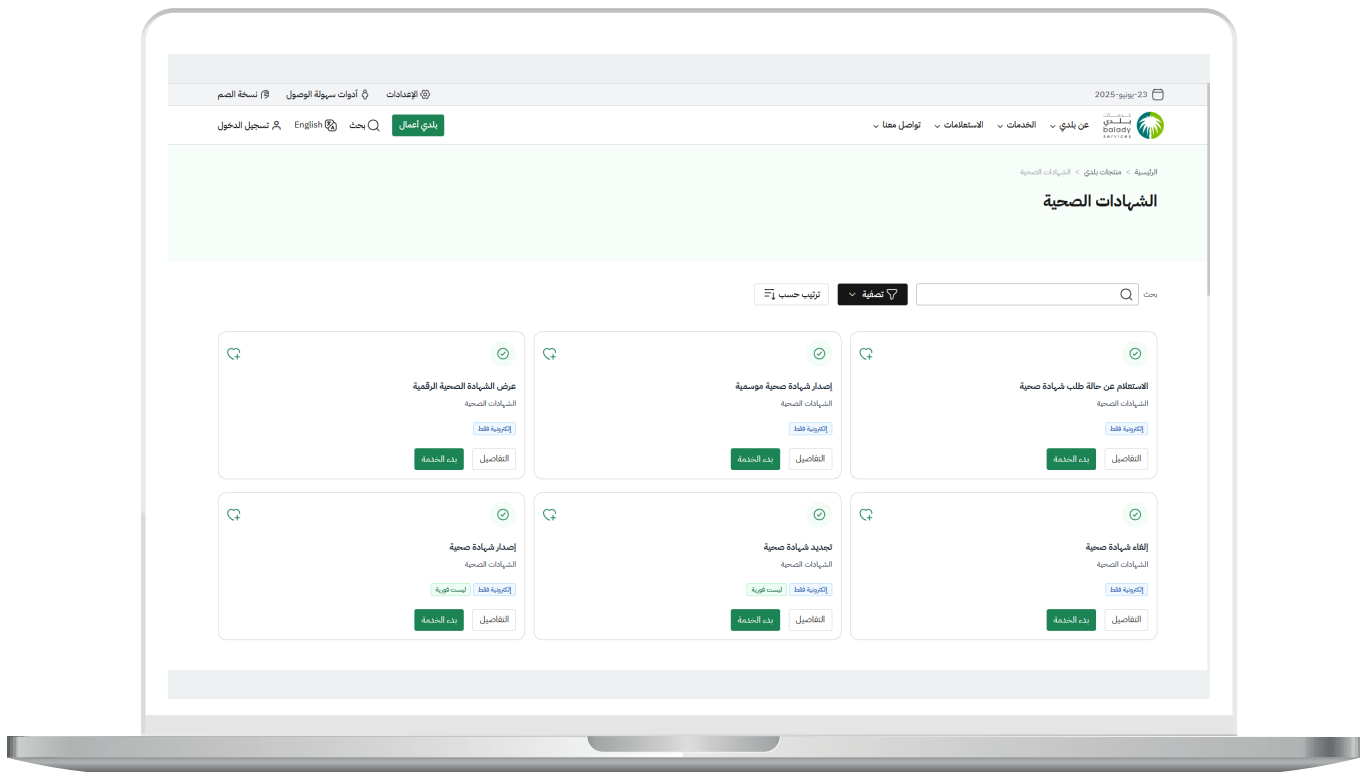 23-يونيو-2025
الإعدادات
أدوات سهولة الوصول
نسخة الصم
خدمات
بلدي
balady
services
عن بلدي
الخدمات
الاستعلامات
تواصل معنا
بلدي أعمال
بحث
English
تسجيل الدخول
الرئيسية > منتجات بلدي > الشهادات الصحية
الشهادات الصحية
بحث
تصفية
ترتيب حسب
الاستعلام عن حالة طلب شهادة صحية
الشهادات الصحية
إلكترونية فقط
التفاصيل
بدء الخدمة
إصدار شهادة صحية موسمية
الشهادات الصحية
إلكترونية فقط
التفاصيل
بدء الخدمة
عرض الشهادة الصحية الرقمية
الشهادات الصحية
إلكترونية فقط
التفاصيل
بدء الخدمة
إلغاء شهادة صحية
الشهادات الصحية
إلكترونية فقط
التفاصيل
بدء الخدمة
تجديد شهادة صحية
الشهادات الصحية
إلكترونية فقط
ليست فورية
التفاصيل
بدء الخدمة
إصدار شهادة صحية
الشهادات الصحية
إلكترونية فقط
ليست فورية
التفاصيل
بدء الخدمة